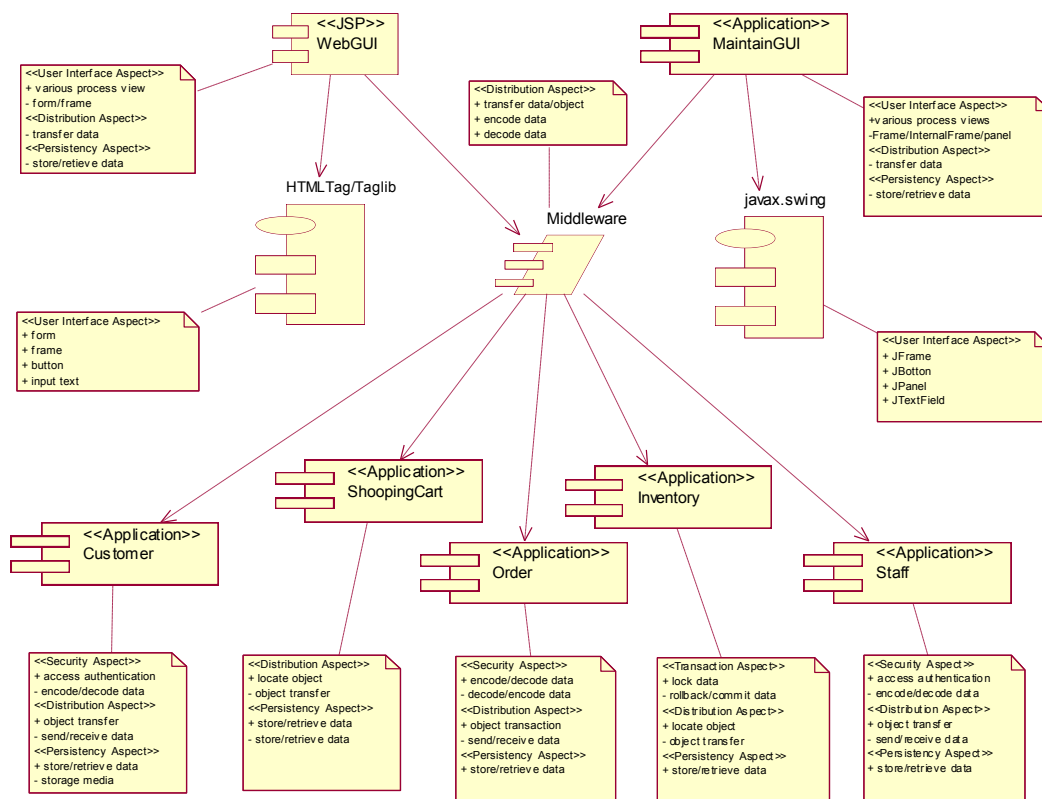 <<JSP>>
WebGUI
<<Application>>
MaintainGUI
<<User Interface Aspect>>
+ various process view
- form/frame
<<Distribution Aspect>>
- transfer data
<<Persistency Aspect>>
- store/retieve data
<<Distribution Aspect>>
+ transfer data/object
+ encode data
+ decode data
<<User Interface Aspect>>
+various process views
-Frame/InternalFrame/panel
<<Distribution Aspect>>
- transfer data
<<Persistency Aspect>>
- store/retrieve data
HTMLTag/Taglib
Middleware
javax.swing
<<User Interface Aspect>>
+ form
+ frame
+ button
+ input text
<<User Interface Aspect>>
+ JFrame
+ JBotton
+ JPanel
+ JTextField
<<Application>>
ShoopingCart
<<Application>>
Inventory
<<Application>>
Customer
<<Application>>
Order
<<Application>>
Staff
<<Security Aspect>>
+ access authentication
- encode/decode data
<<Distribution Aspect>>
+ object transfer
- send/receive data
<<Persistency Aspect>>
+ store/retrieve data
- storage media
<<Distribution Aspect>>
+ locate object
- object transfer
<<Persistency Aspect>>
+ store/retrieve data
- store/retrieve data
<<Security Aspect>>
+ encode/decode data
- decode/encode data
<<Distribution Aspect>>
+ object transaction
- send/receive data
<<Persistency Aspect>>
+ store/retrieve data
<<Transaction Aspect>>
+ lock data
- rollback/commit data
<<Distribution Aspect>>
+ locate object
- object transfer
<<Persistency Aspect>>
+ store/retrieve data
<<Security Aspect>>
+ access authentication
- encode/decode data
<<Distribution Aspect>>
+ object transfer
- send/receive data
<<Persistency Aspect>>
+ store/retrieve data